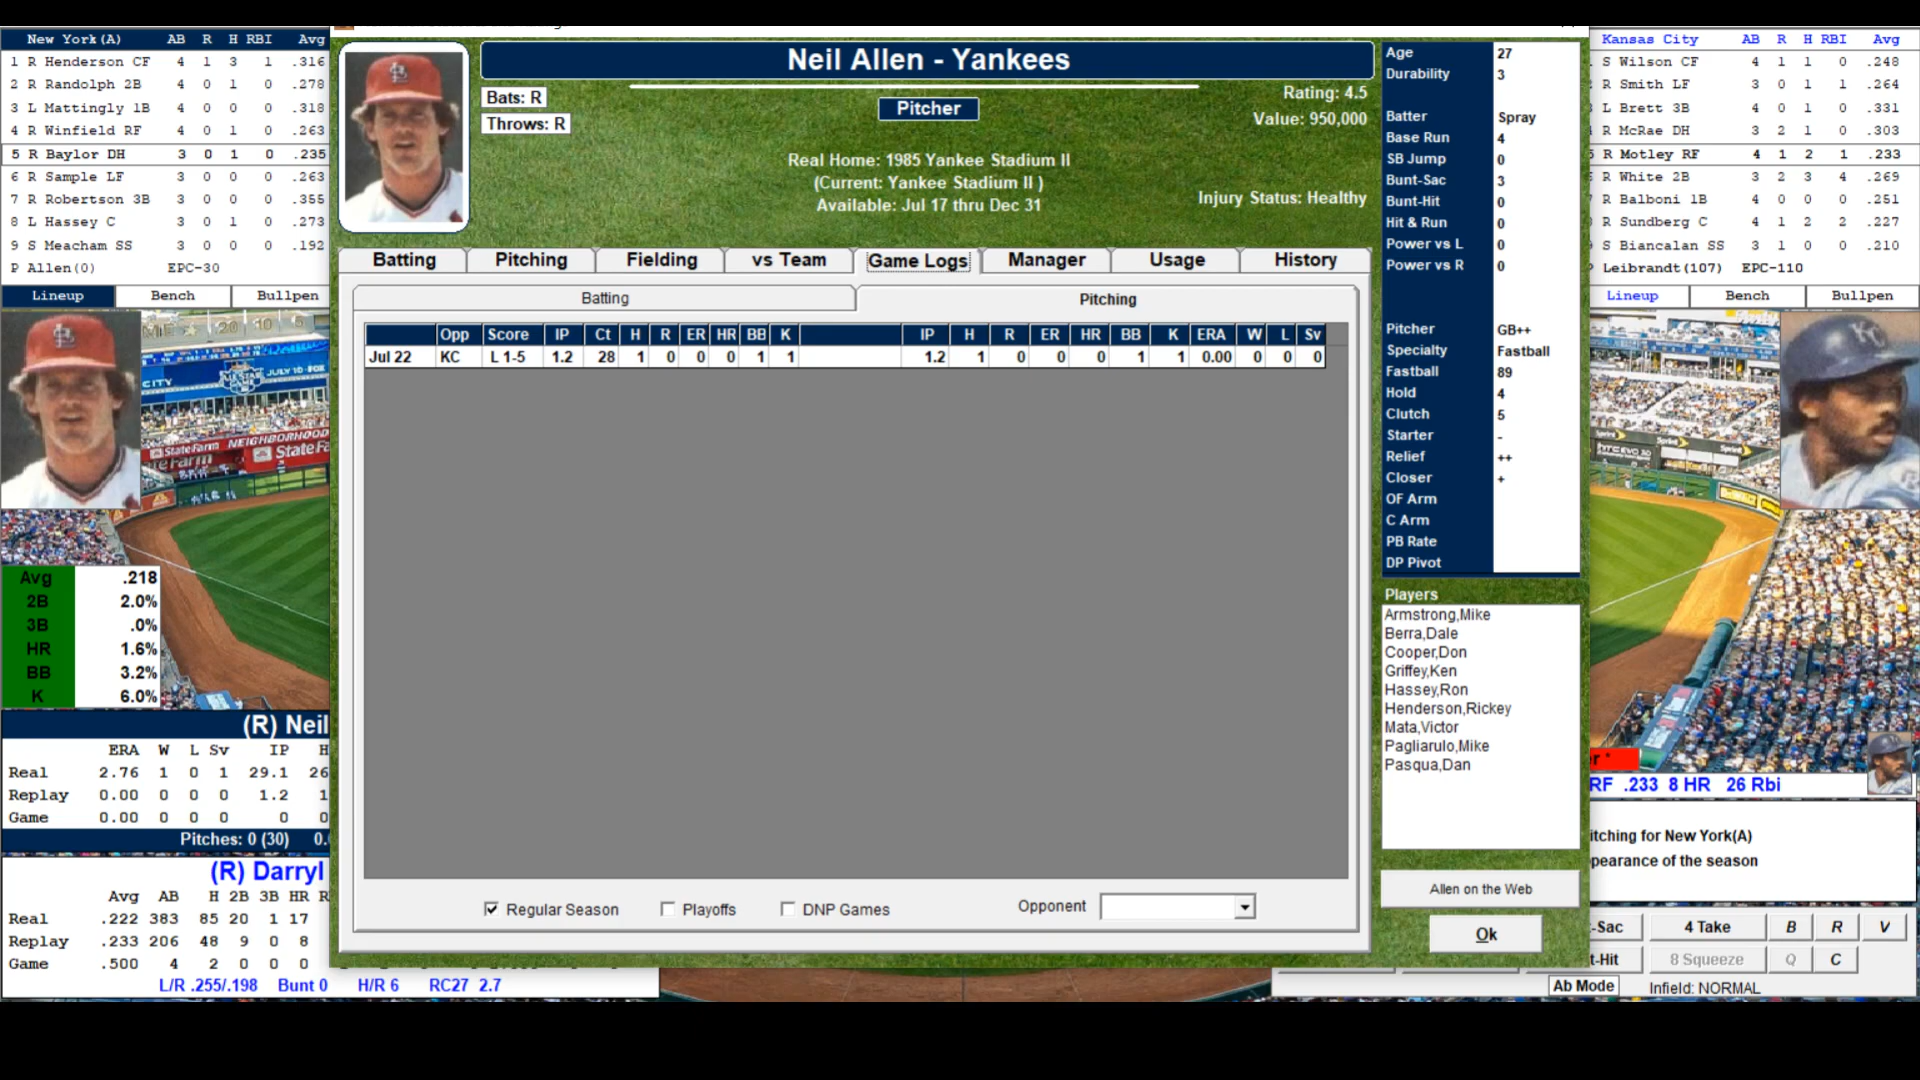 New York(A) AB R H RBI Avg
1 R Henderson CF 4 1 3 1 .316
2 R Randolph 2B 4 0 1 0 .278
3 L Mattingly 1B 4 0 0 0 .318
4 R Winfield RF 4 0 0 0 .263
5 R Baylor DH 3 0 1 0 .235
6 R Sample LF 3 0 0 0 .263
7 R Robertson 3B 3 0 0 0 .355
8 L Hassey C 3 0 1 0 .273
9 S Meacham SS 3 0 0 0 .192
P Allen(0) EPC-30
Lineup Bench Bullpen
Neil Allen - Yankees
Bats: R
Throws: R
Pitcher
Rating: 4.5
Value: 950,000
Real Home: 1985 Yankee Stadium II
(Current: Yankee Stadium II )
Available: Jul 17 thru Dec 31
Injury Status: Healthy
Batting Pitching Fielding vs Team Game Logs Manager Usage History
Batting Pitching
Opp Score IP Ct H R ER HR BB K IP H R ER HR BB K ERA W L Sv
Jul 22 KC L 1-5 1.2 28 1 0 0 0 1 1 1.2 1 0 0 0 1 1 0.00 0 0 0
Regular Season Playoffs DNP Games Opponent
Age 27
Durability 3
Batter Spray
Base Run 4
SB Jump 0
Bunt-Sac 3
Bunt-Hit 0
Hit & Run 0
Power vs L 0
Power vs R 0
Pitcher GB++
Specialty Fastball
Fastball 89
Hold 4
Clutch 5
Starter -
Relief ++
Closer +
OF Arm
C Arm
PB Rate
DP Pivot
Players
Armstrong,Mike
Berra,Dale
Cooper,Don
Griffey,Ken
Hassey,Ron
Henderson,Rickey
Mata,Victor
Pagliarulo,Mike
Pasqua,Dan
Allen on the Web
Ok
Kansas City AB R H RBI Avg
S Wilson CF 4 1 1 0 .248
R Smith LF 3 0 1 1 .264
L Brett 3B 4 0 1 0 .331
R McRae DH 3 2 1 0 .303
R Motley RF 4 1 2 1 .233
R White 2B 3 2 3 4 .269
R Balboni 1B 4 0 0 0 .251
R Sundberg C 4 1 2 2 .227
S Biancalan SS 3 1 0 0 .210
Leibrandt(107) EPC-110
Lineup Bench Bullpen
CITY
JULY 10
StateFarm NEIGHBORHOOD
StateFa
Avg .218
2B 2.0%
3B .0%
HR 1.6%
BB 3.2%
K 6.0%
(R) Neil
ERA W L Sv IP H
Real 2.76 1 0 1 29.1 26
Replay 0.00 0 0 0 1.2 1
Game 0.00 0 0 0 0 0
Pitches: 0 (30) 0.
(R) Darryl
Avg AB H 2B 3B HR R
Real .222 383 85 20 1 17
Replay .233 206 48 9 0 8
Game .500 4 2 0 0 0
L/R .255/.198 Bunt 0 H/R 6 RC27 2.7
RF .233 8 HR 26 Rbi
itching for New York(A)
pearance of the season
-Sac 4 Take B R V
t-Hit 8 Squeeze Q C
Ab Mode Infield: NORMAL